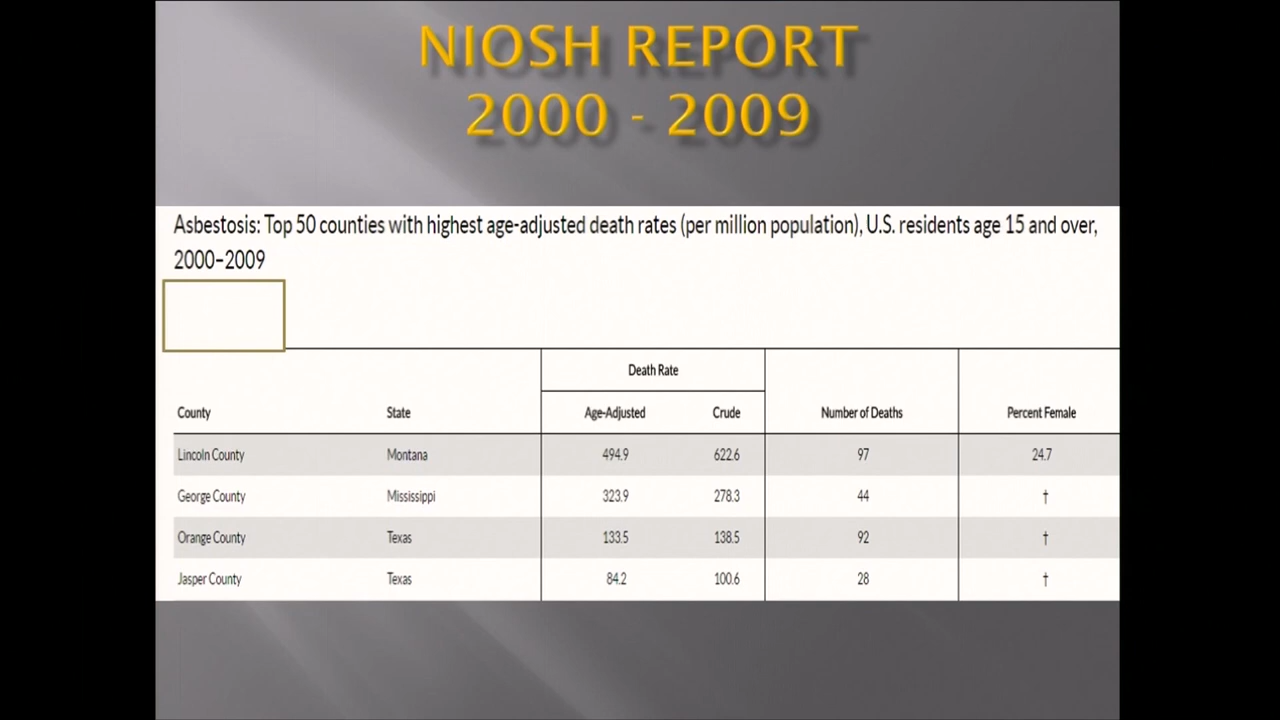 NIOSH REPORT
2000 - 2009
Asbestosis: Top 50 counties with highest age-adjusted death rates (per million population), U.S. residents age 15 and over,
2000–2009
Death Rate
County State Age-Adjusted Crude Number of Deaths Percent Female
Lincoln County Montana 494.9 622.6 97 24.7
George County Mississippi 323.9 278.3 44 †
Orange County Texas 133.5 138.5 92 †
Jasper County Texas 84.2 100.6 28 †